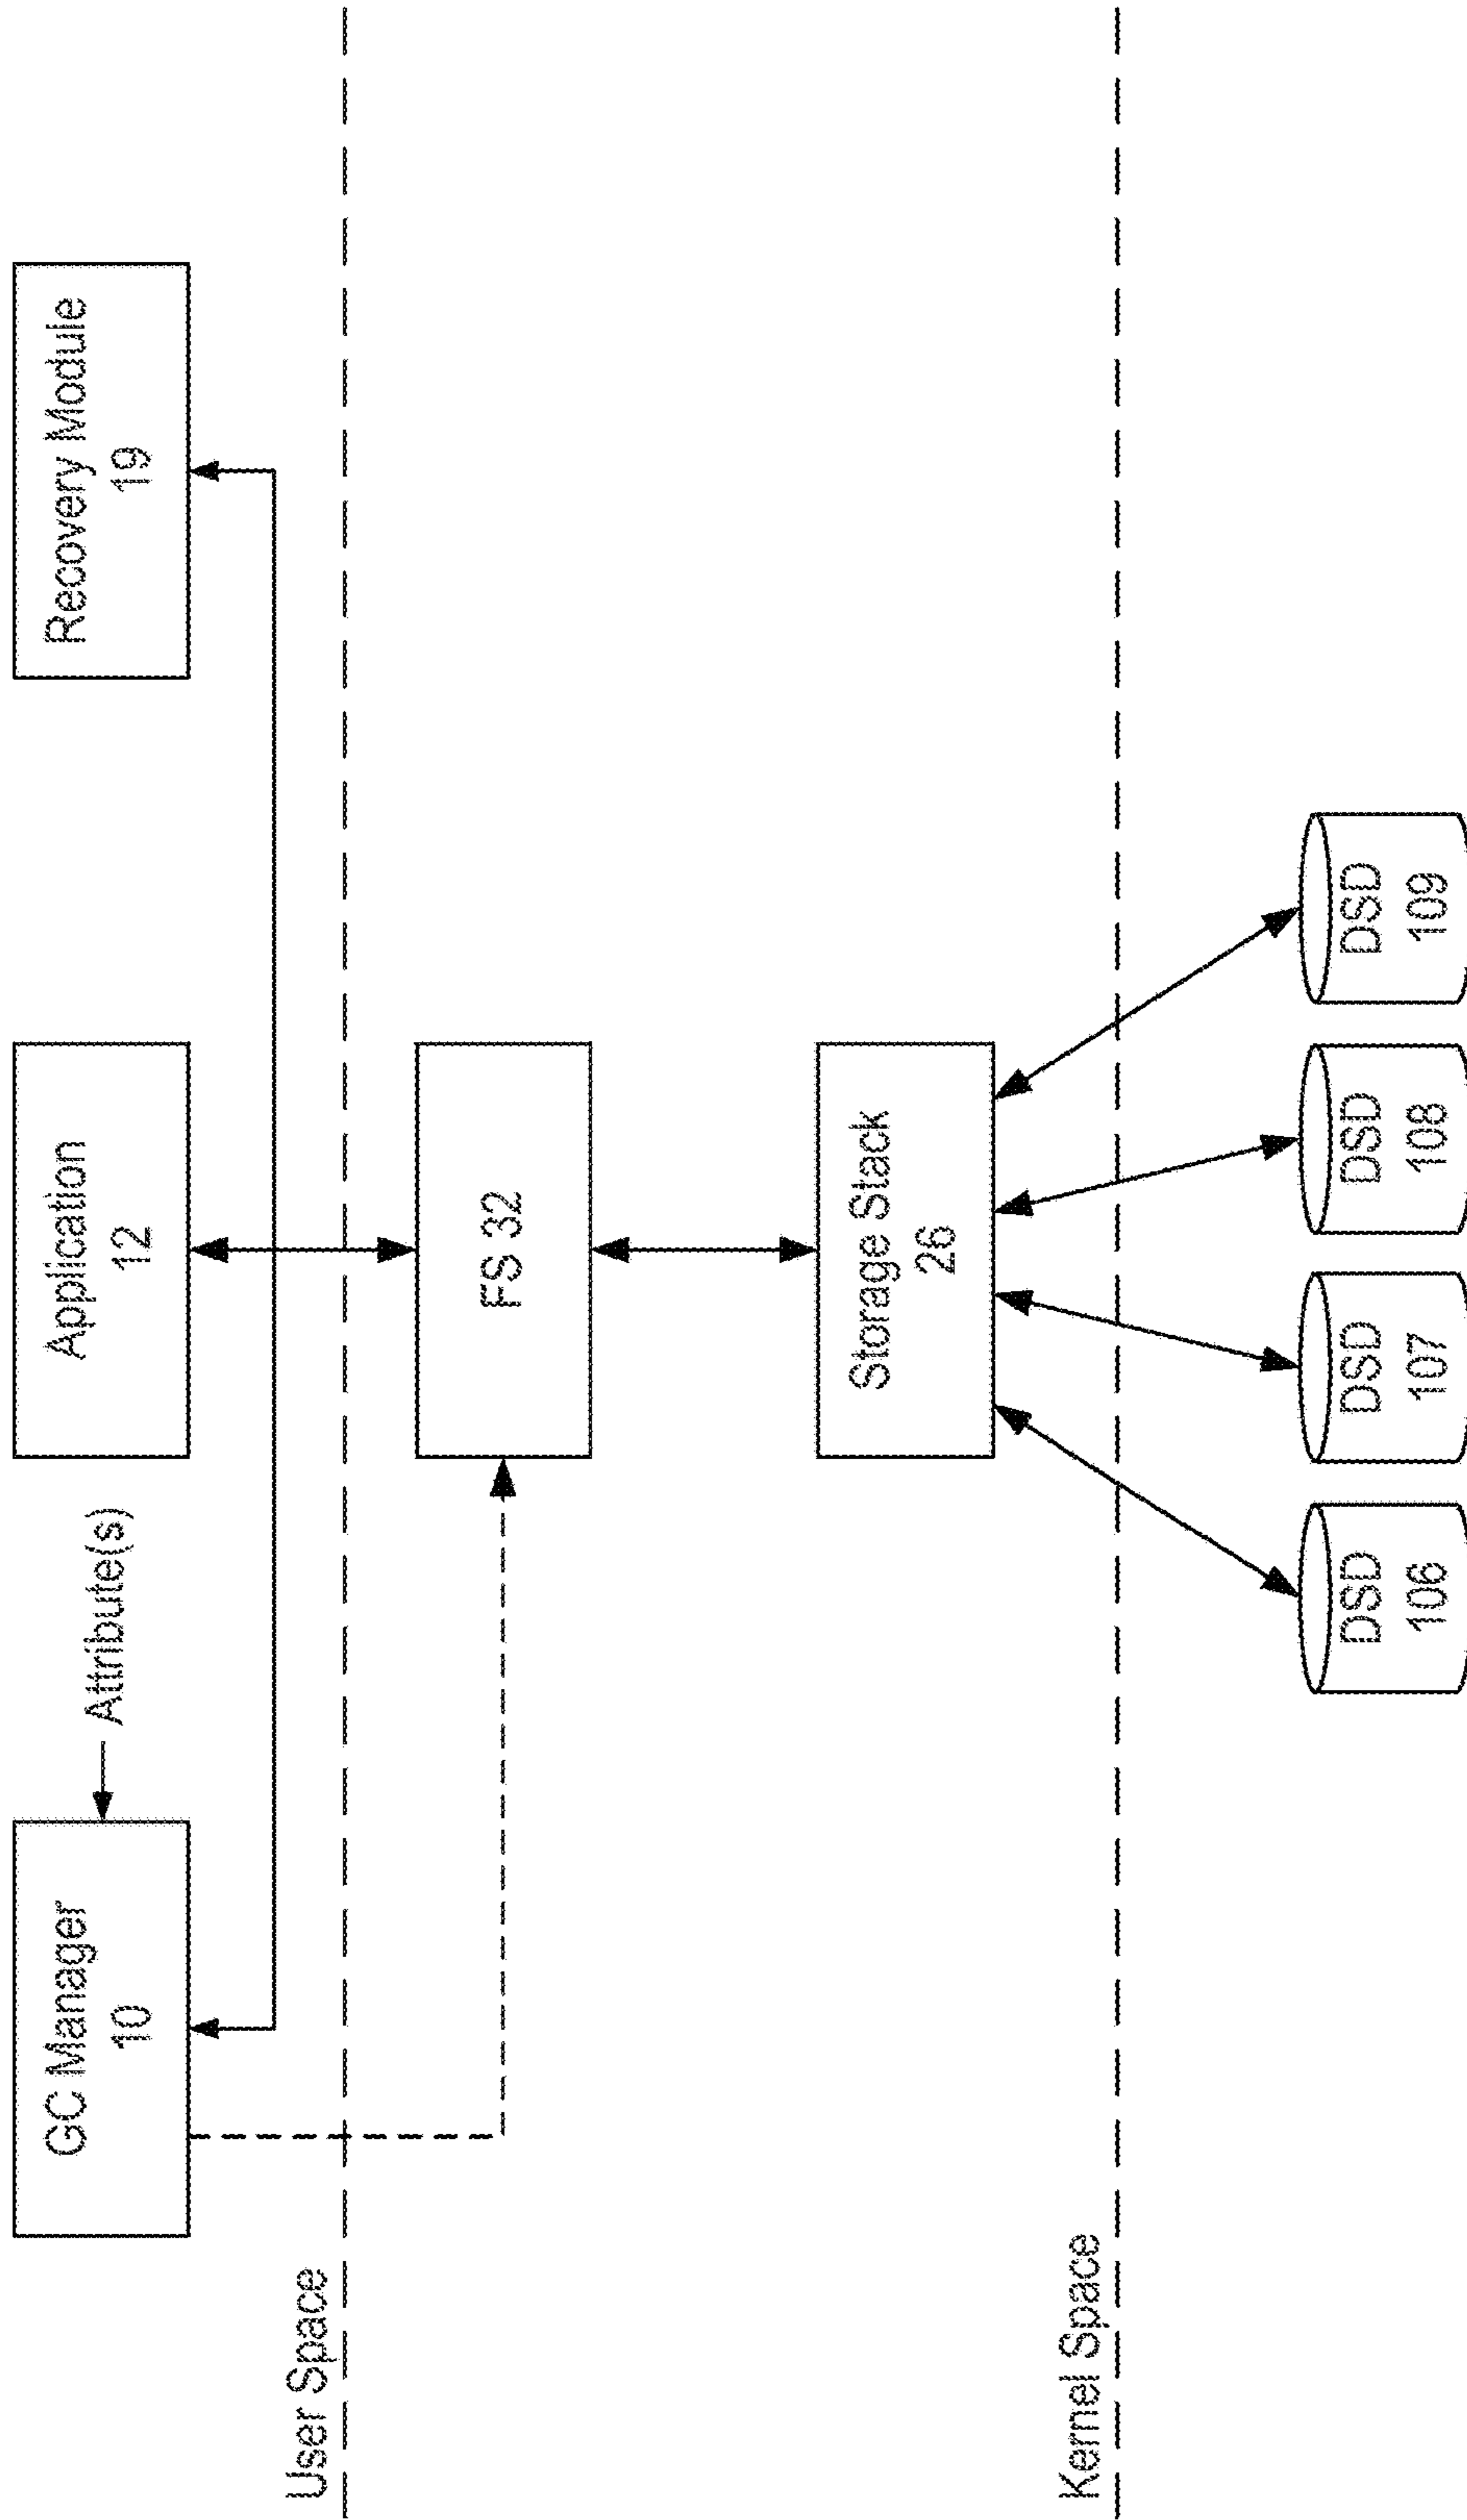 GC Manager
10
Attribute(s)
Application
12
Recovery Module
19
User Space
FS 32
Storage Stack
26
Kernel Space
DSD
106
DSD
107
DSD
108
DSD
109